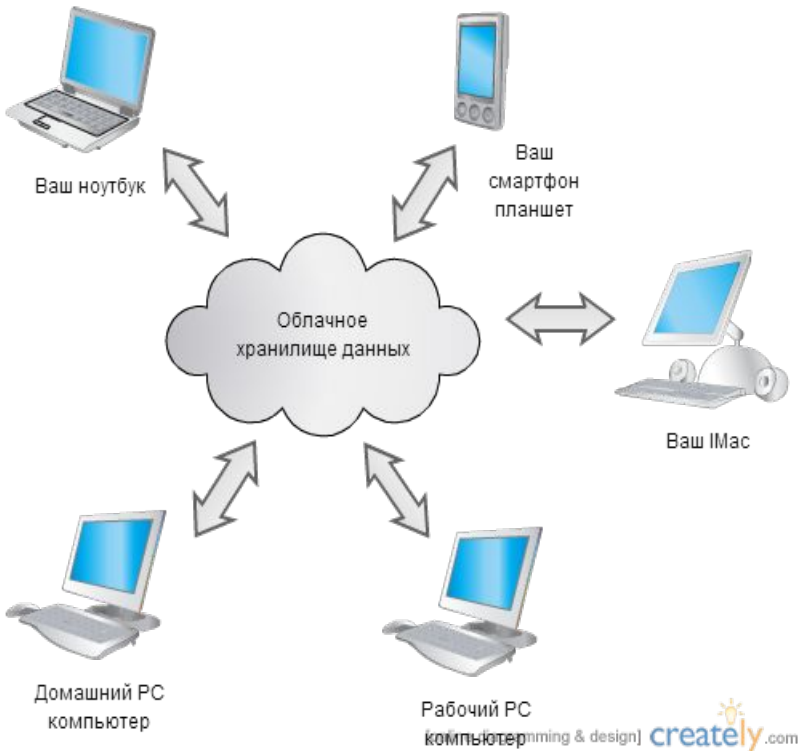 Ваш ноутбук
Ваш
смартфон
планшет
Облачное
хранилище данных
Ваш IMac
Домашний PC
компьютер
Рабочий PC
компьютер
& design]
creately.com